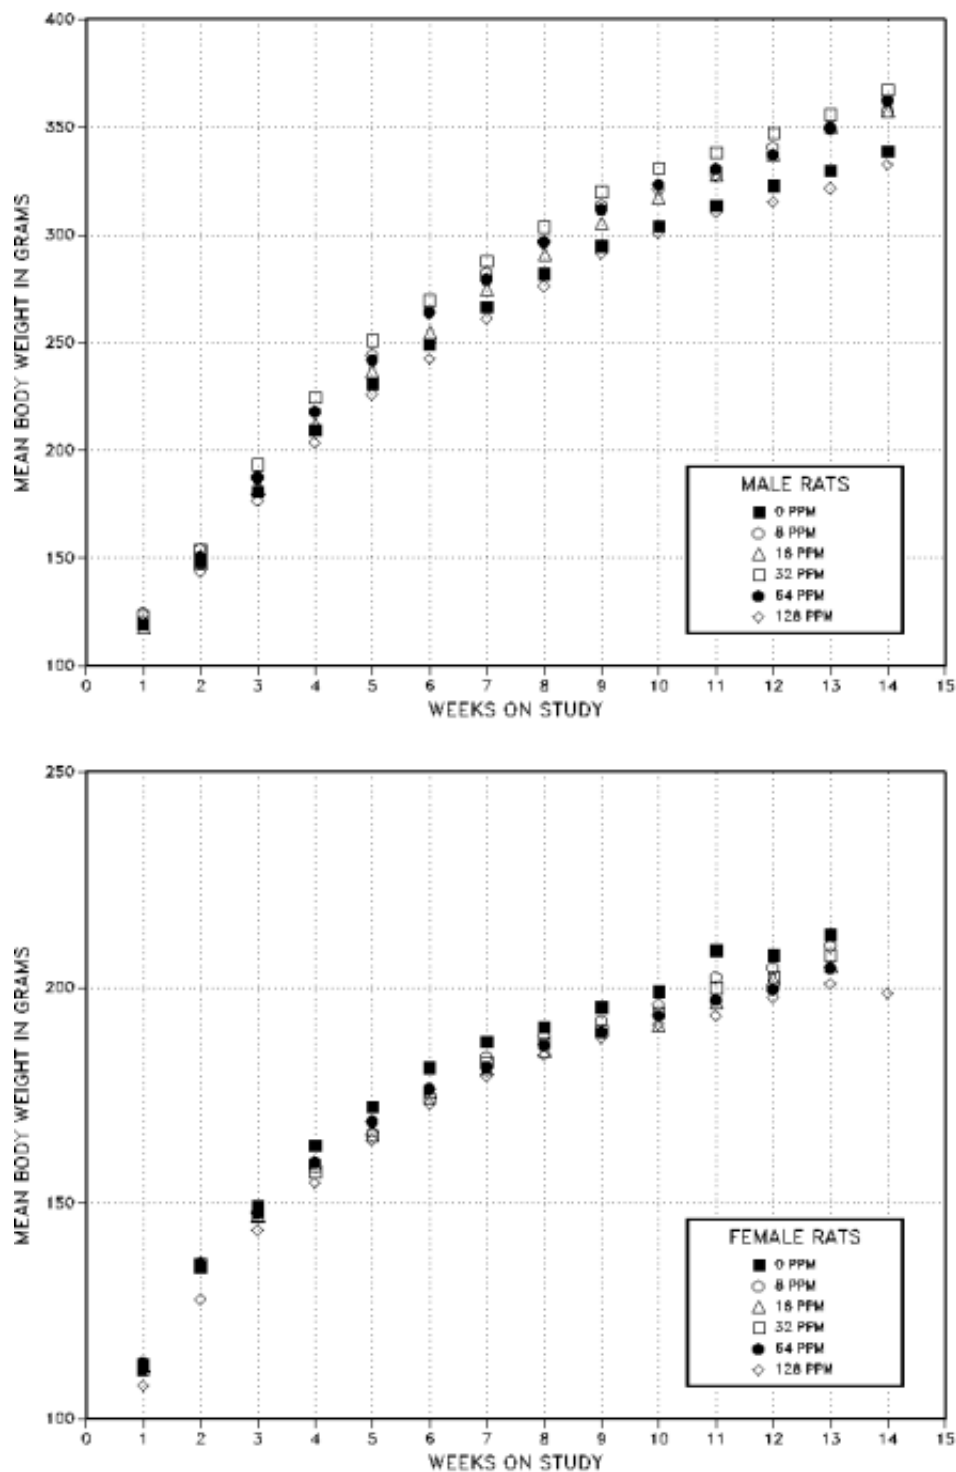 400
350
300
250
200
150
100
MEAN BODY WEIGHT IN GRAMS
MALE RATS
0 PPM
8 PPM
16 PPM
32 PPM
64 PPM
128 PPM
0 1 2 3 4 5 6 7 8 9 10 11 12 13 14 15
WEEKS ON STUDY
250
200
150
100
MEAN BODY WEIGHT IN GRAMS
FEMALE RATS
0 PPM
8 PPM
16 PPM
32 PPM
64 PPM
128 PPM
0 1 2 3 4 5 6 7 8 9 10 11 12 13 14 15
WEEKS ON STUDY